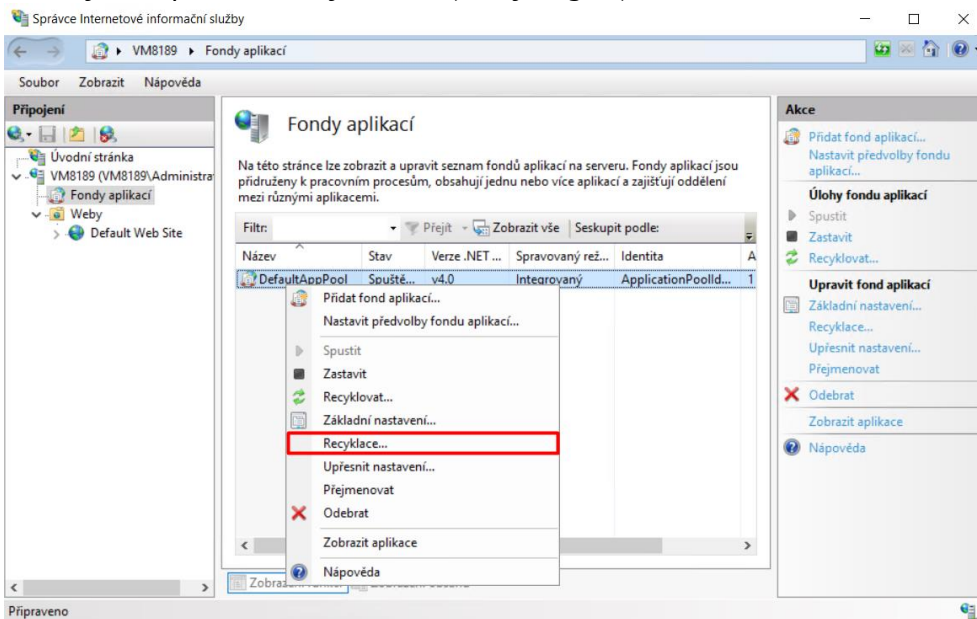 Správce Internetové informační služby
VM8189 Fondy aplikací
Soubor Zobrazit Nápověda
Připojení
Úvodní stránka
VM8189 (VM8189\Administra
Fondy aplikací
Weby
Default Web Site
Fondy aplikací
Na této stránce lze zobrazit a upravit seznam fondů aplikací na serveru. Fondy aplikací jsou
přidruženy k pracovním procesům, obsahují jednu nebo více aplikací a zajišťují oddělení
mezi různými aplikacemi.
Filtr: Přejít Zobrazit vše Seskupit podle:
Název Stav Verze .NET ... Spravovaný rež... Identita A
DefaultAppPool Spuště... v4.0 Integrovaný ApplicationPoolId... 1
Přidat fond aplikací...
Nastavit předvolby fondu aplikací...
Spustit
Zastavit
Recyklovat...
Základní nastavení...
Recyklace...
Upřesnit nastavení...
Přejmenovat
Odebrat
Zobrazit aplikace
Nápověda
Akce
Přidat fond aplikací...
Nastavit předvolby fondu
aplikací...
Úlohy fondu aplikací
Spustit
Zastavit
Recyklovat...
Upravit fond aplikací
Základní nastavení...
Recyklace...
Upřesnit nastavení...
Přejmenovat
Odebrat
Zobrazit aplikace
Nápověda
Připraveno